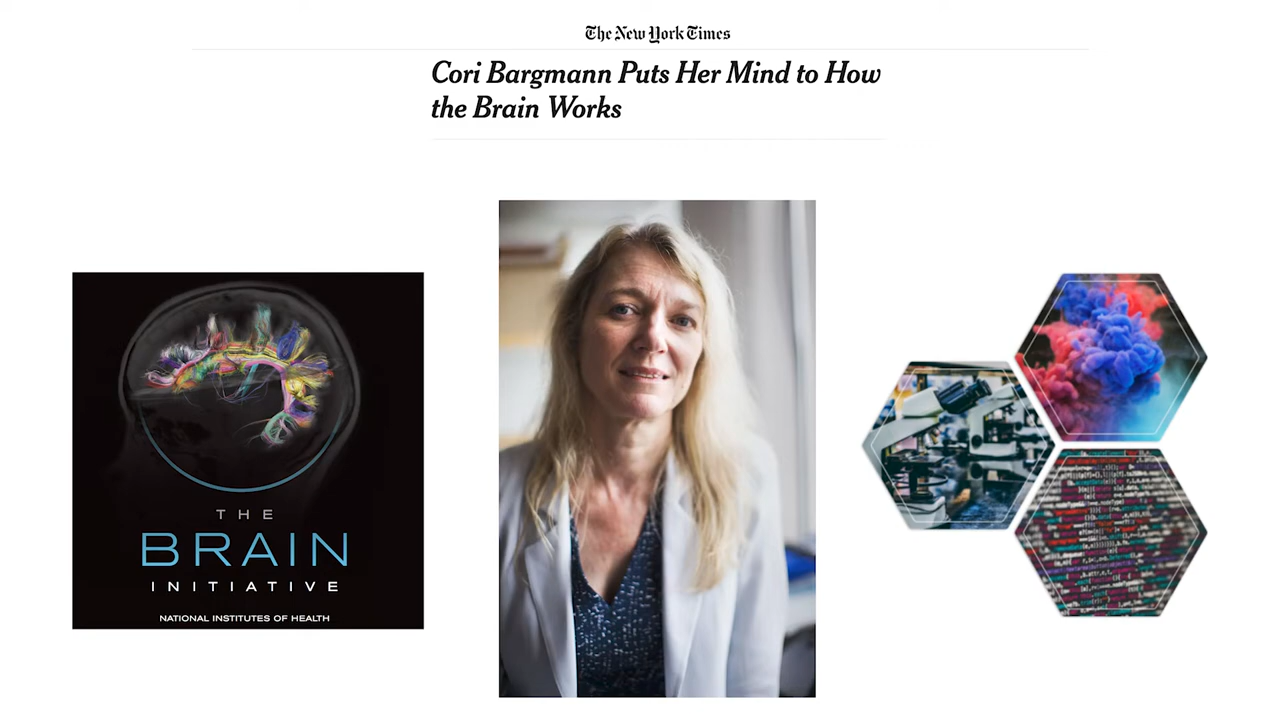 The New York Times
Cori Bargmann Puts Her Mind to How
the Brain Works
THE
BRAIN
INITIATIVE
NATIONAL INSTITUTES OF HEALTH